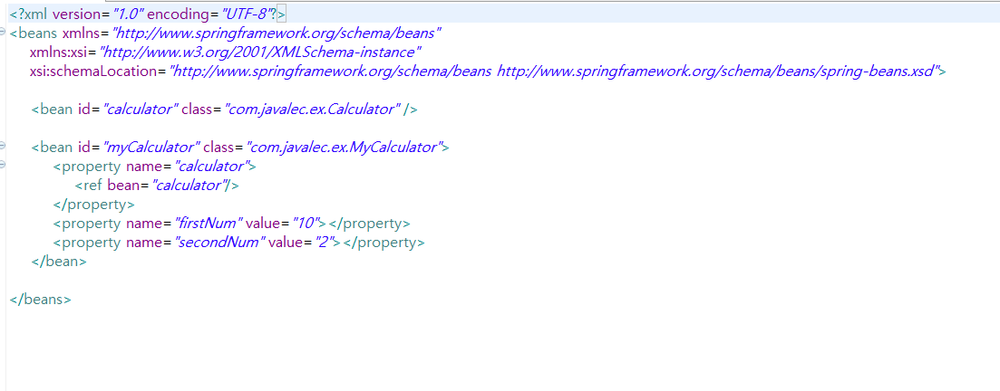 <?xml version="1.0" encoding="UTF-8"?>
<beans xmlns="http://www.springframework.org/schema/beans"
xmlns:xsi="http://www.w3.org/2001/XMLSchema-instance"
xsi:schemaLocation="http://www.springframework.org/schema/beans http://www.springframework.org/schema/beans/spring-beans.xsd">
<bean id="calculator" class="com.javalec.ex.Calculator" />
<bean id="myCalculator" class="com.javalec.ex.MyCalculator">
<property name="calculator">
<ref bean="calculator"/>
</property>
<property name="firstNum" value="10"></property>
<property name="secondNum" value="2"></property>
</bean>
</beans>